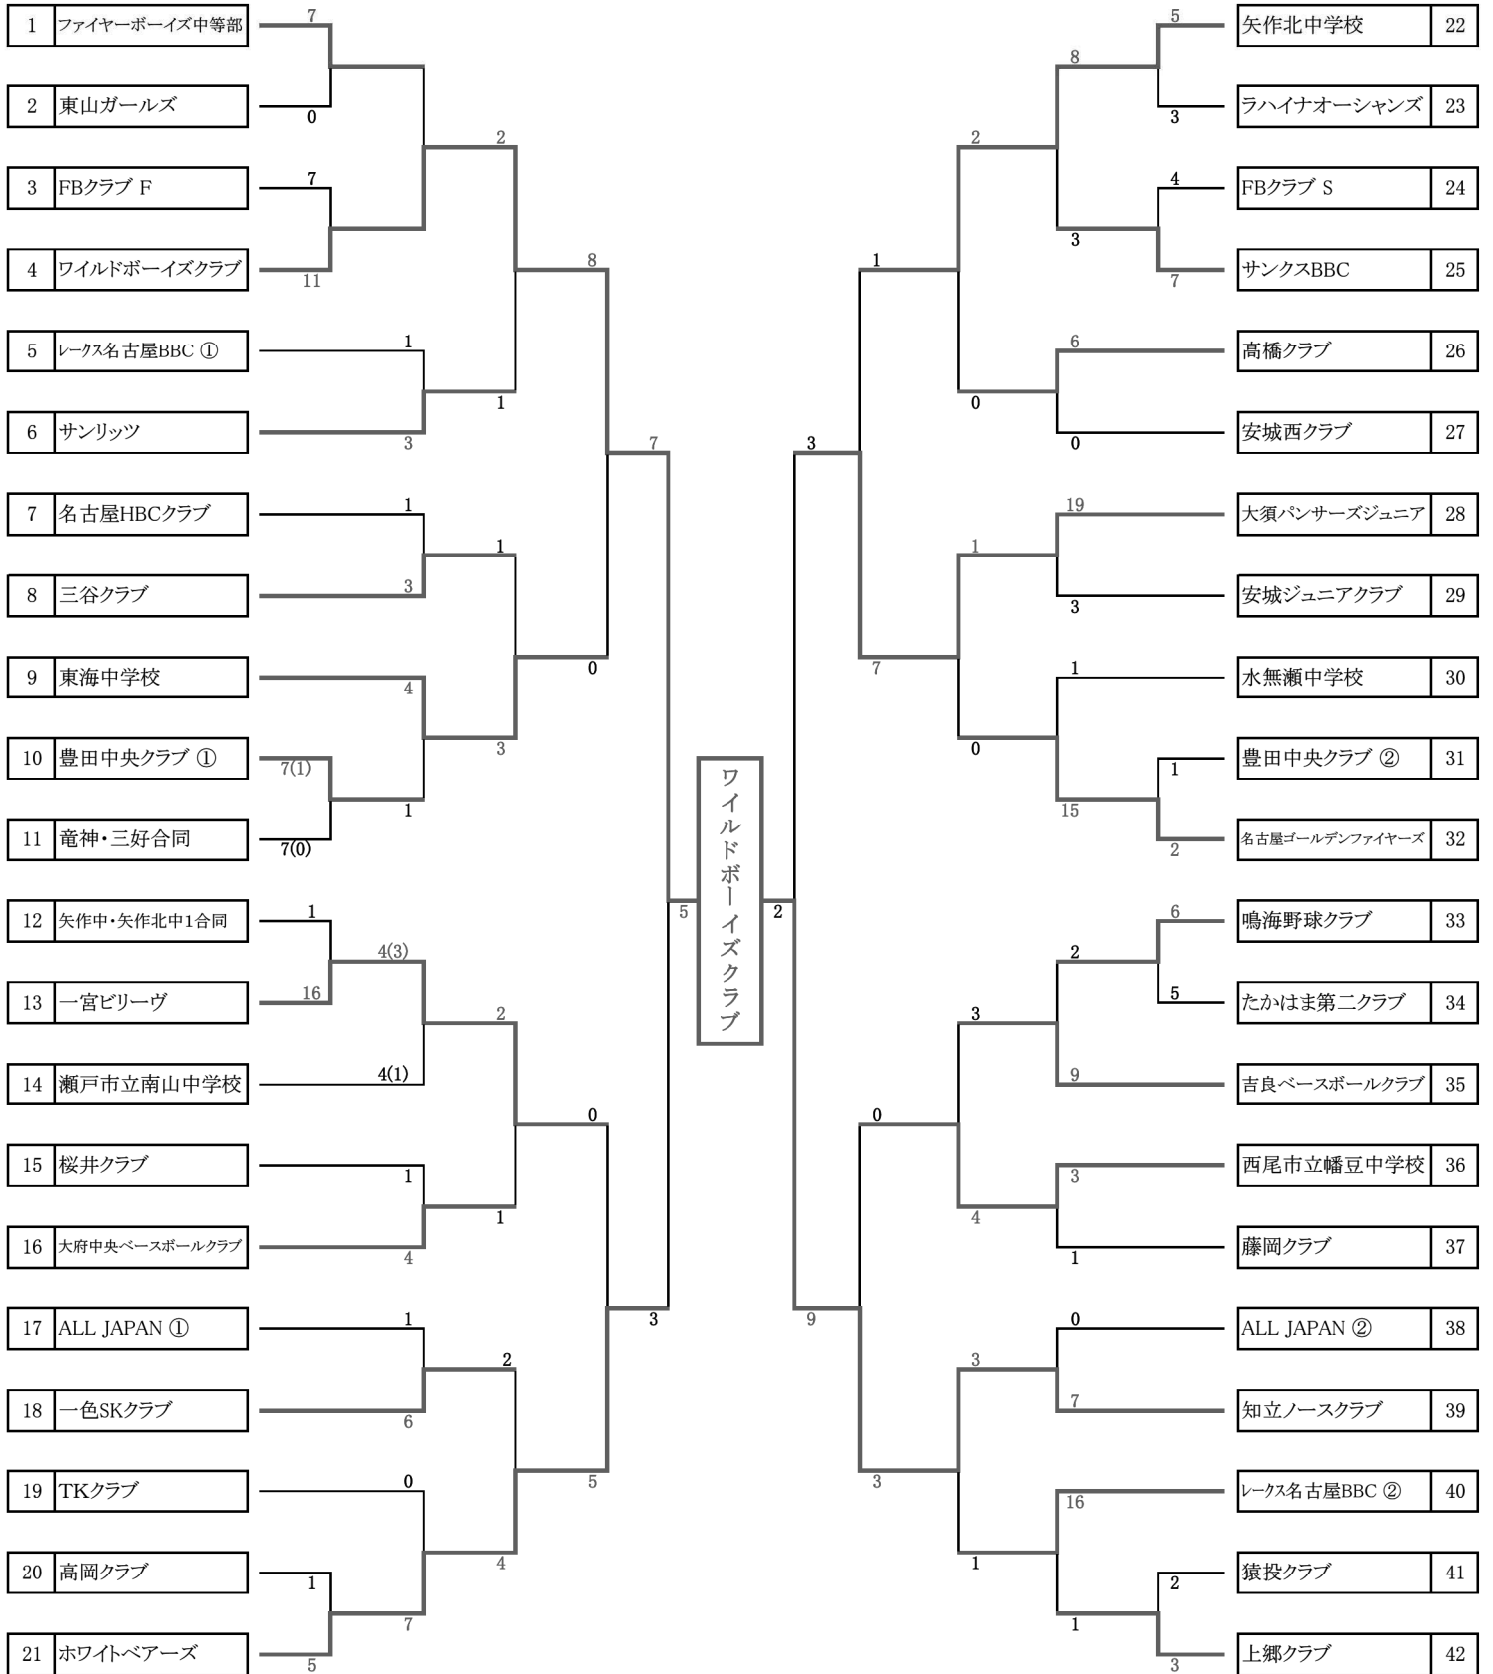 7
1 ファイヤーボーイズ中等部
2 東山ガールズ
0
2
7
3 FBクラブ F
4 ワイルドボーイズクラブ
11
8
1
5 レークス名古屋BBC ①
1
6 サンリッツ
3
7
1
7 名古屋HBCクラブ
1
3
8 三谷クラブ
0
9 東海中学校
4
3
10 豊田中央クラブ ①
7(1)
1
11 竜神・三好合同
7(0)
1
12 矢作中・矢作北中1合同
4(3)
16
13 一宮ビリーヴ
2
4(1)
14 瀬戸市立南山中学校
0
15 桜井クラブ
1
1
16 大府中央ベースボールクラブ
4
1
17 ALL JAPAN ①
3
2
18 一色SKクラブ
6
0
19 TKクラブ
5
4
20 高岡クラブ
1
7
21 ホワイトベアーズ
5
5
ワイルドボーイズクラブ
2
5
矢作北中学校 22
8
ラハイナオーシャンズ 23
3
2
4
FBクラブ S 24
3
サンクスBBC 25
7
1
6
高橋クラブ 26
0
安城西クラブ 27
0
3
19
大須パンサーズジュニア 28
1
安城ジュニアクラブ 29
3
7
1
水無瀬中学校 30
0
豊田中央クラブ ② 31
1
15
名古屋ゴールデンファイヤーズ 32
2
6
鳴海野球クラブ 33
2
5
たかはま第二クラブ 34
3
9
吉良ベースボールクラブ 35
0
西尾市立幡豆中学校 36
3
4
藤岡クラブ 37
1
9
0
ALL JAPAN ② 38
3
7
知立ノースクラブ 39
3
レークス名古屋BBC ② 40
16
1
猿投クラブ 41
2
1
上郷クラブ 42
3